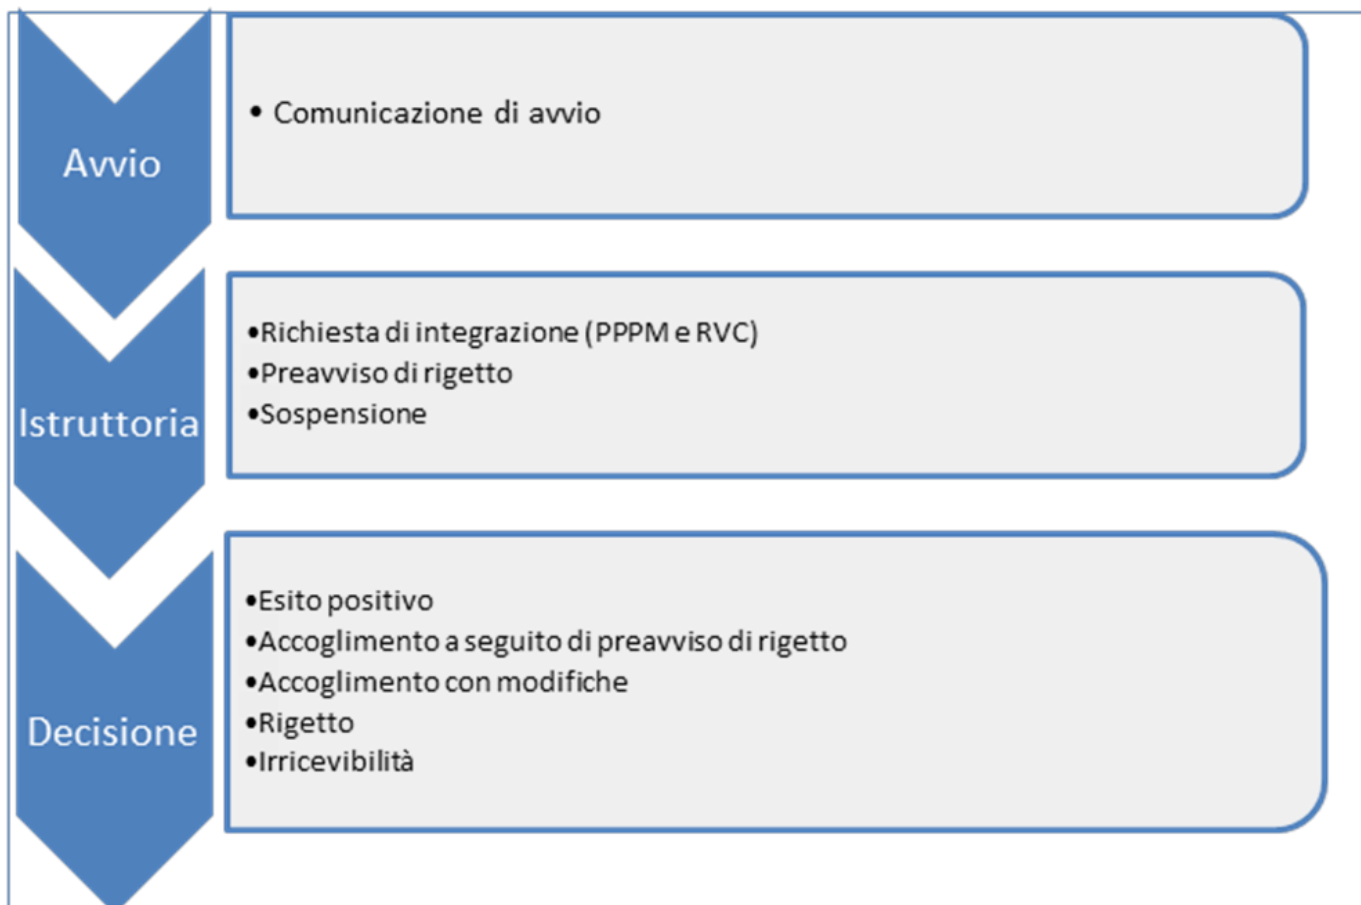 Avvio
• Comunicazione di avvio
Istruttoria
•Richiesta di integrazione (PPPM e RVC)
•Preavviso di rigetto
•Sospensione
Decisione
•Esito positivo
•Accoglimento a seguito di preavviso di rigetto
•Accoglimento con modifiche
•Rigetto
•Irricevibilità